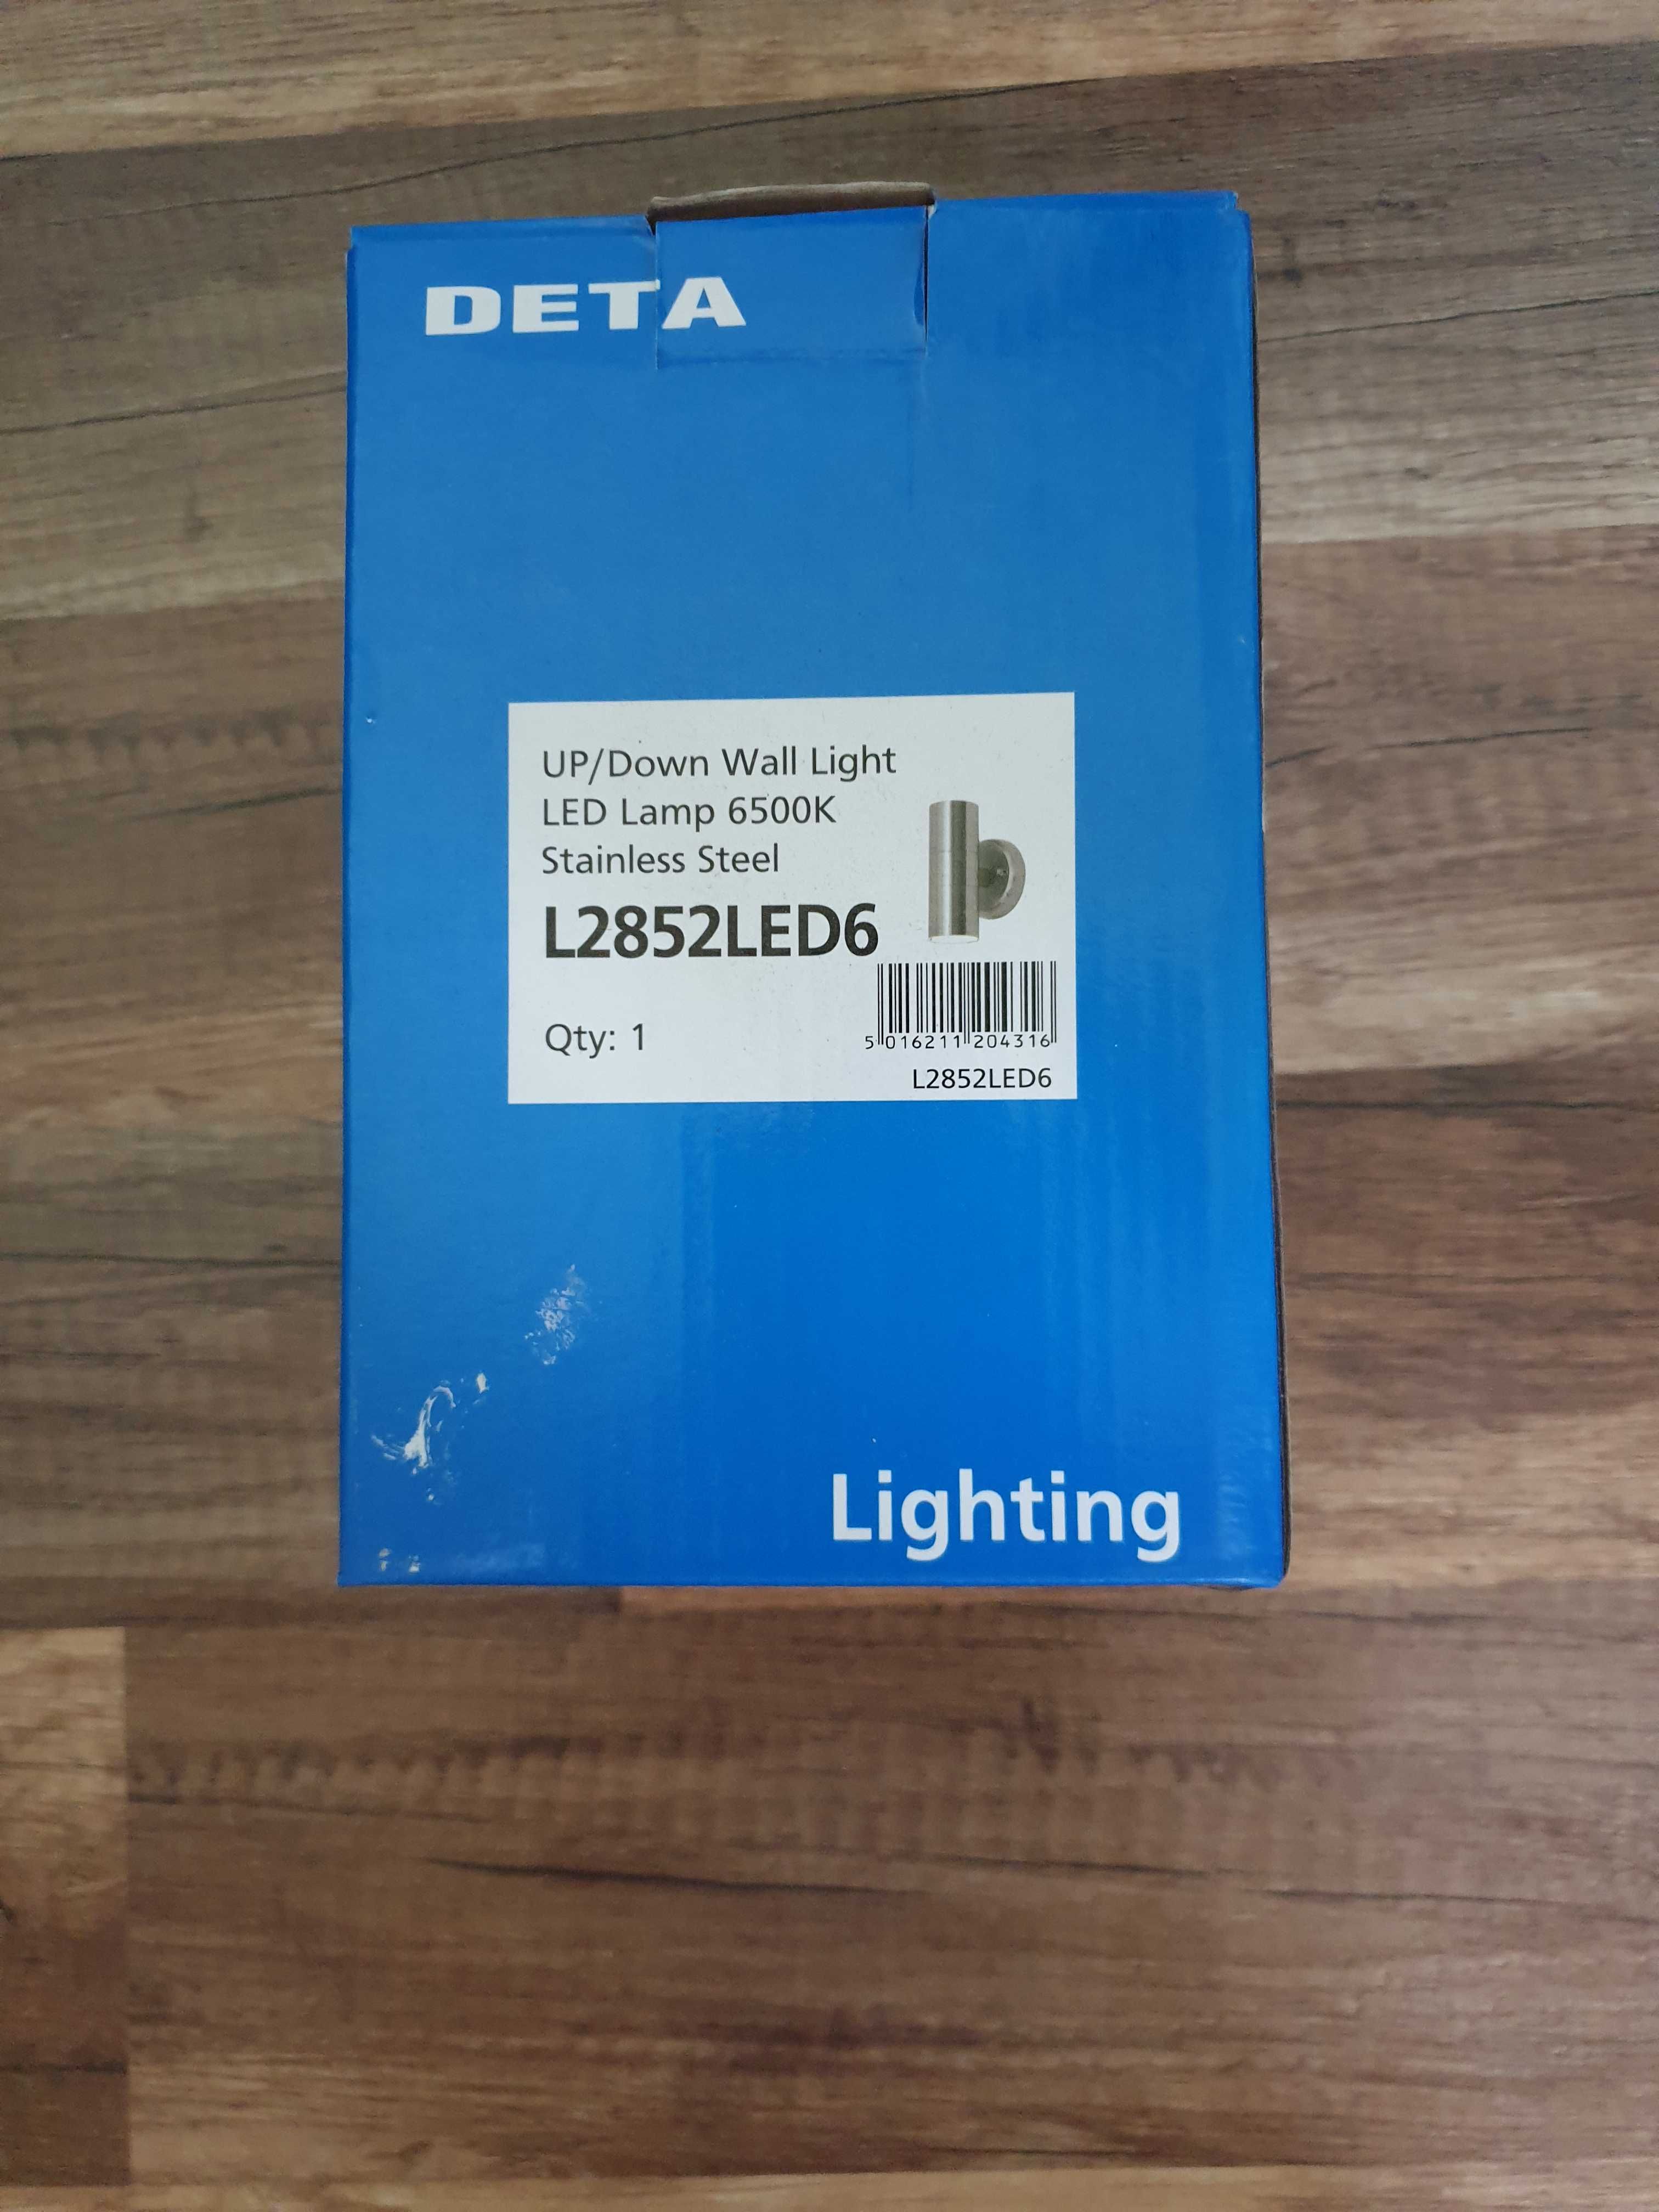 DETA
UP/Down Wall Light
LED Lamp 6500K
Stainless Steel
L2852LED6
Qty: 1
5 016211 204316
L2852LED6
Lighting